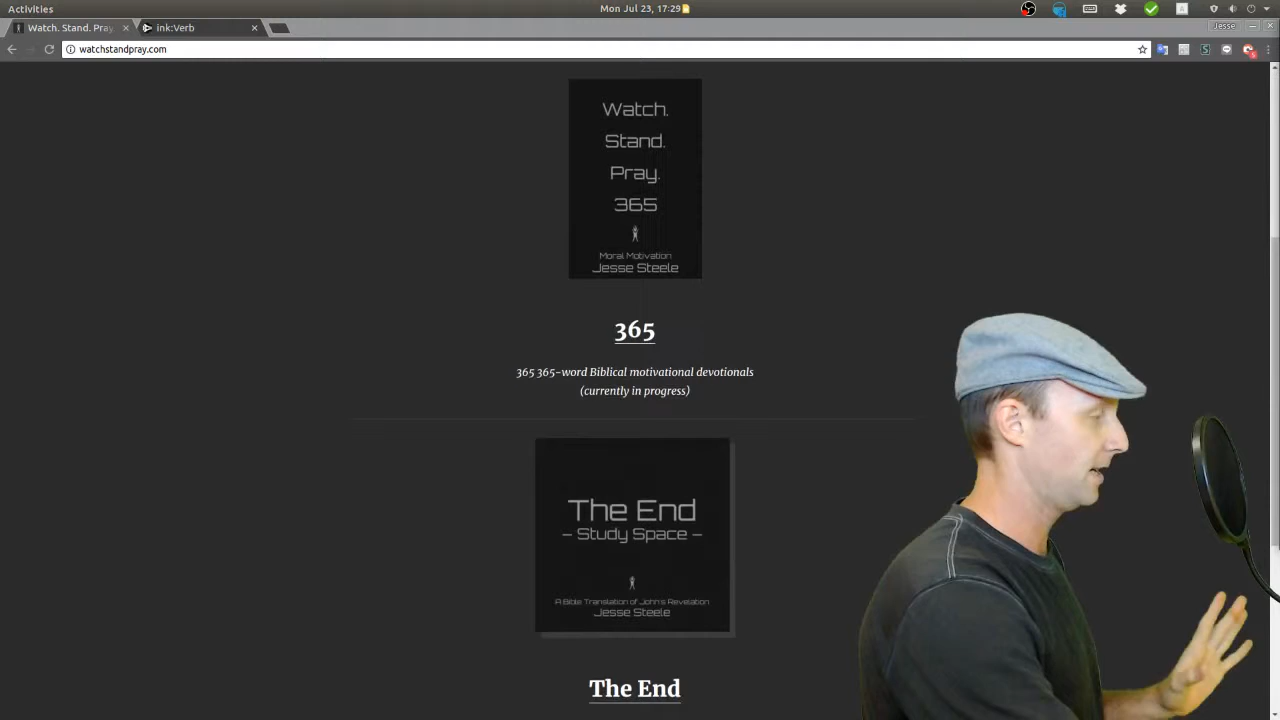 Activities
Mon Jul 23, 17:29
Watch. Stand. Pray
ink:Verb
Jesse
watchstandpray.com
Watch.
Stand.
Pray.
365
Moral Motivation
Jesse Steele
365
365 365-word Biblical motivational devotionals
(currently in progress)
The End
– Study Space –
A Bible Translation of John's Revelation
Jesse Steele
The End